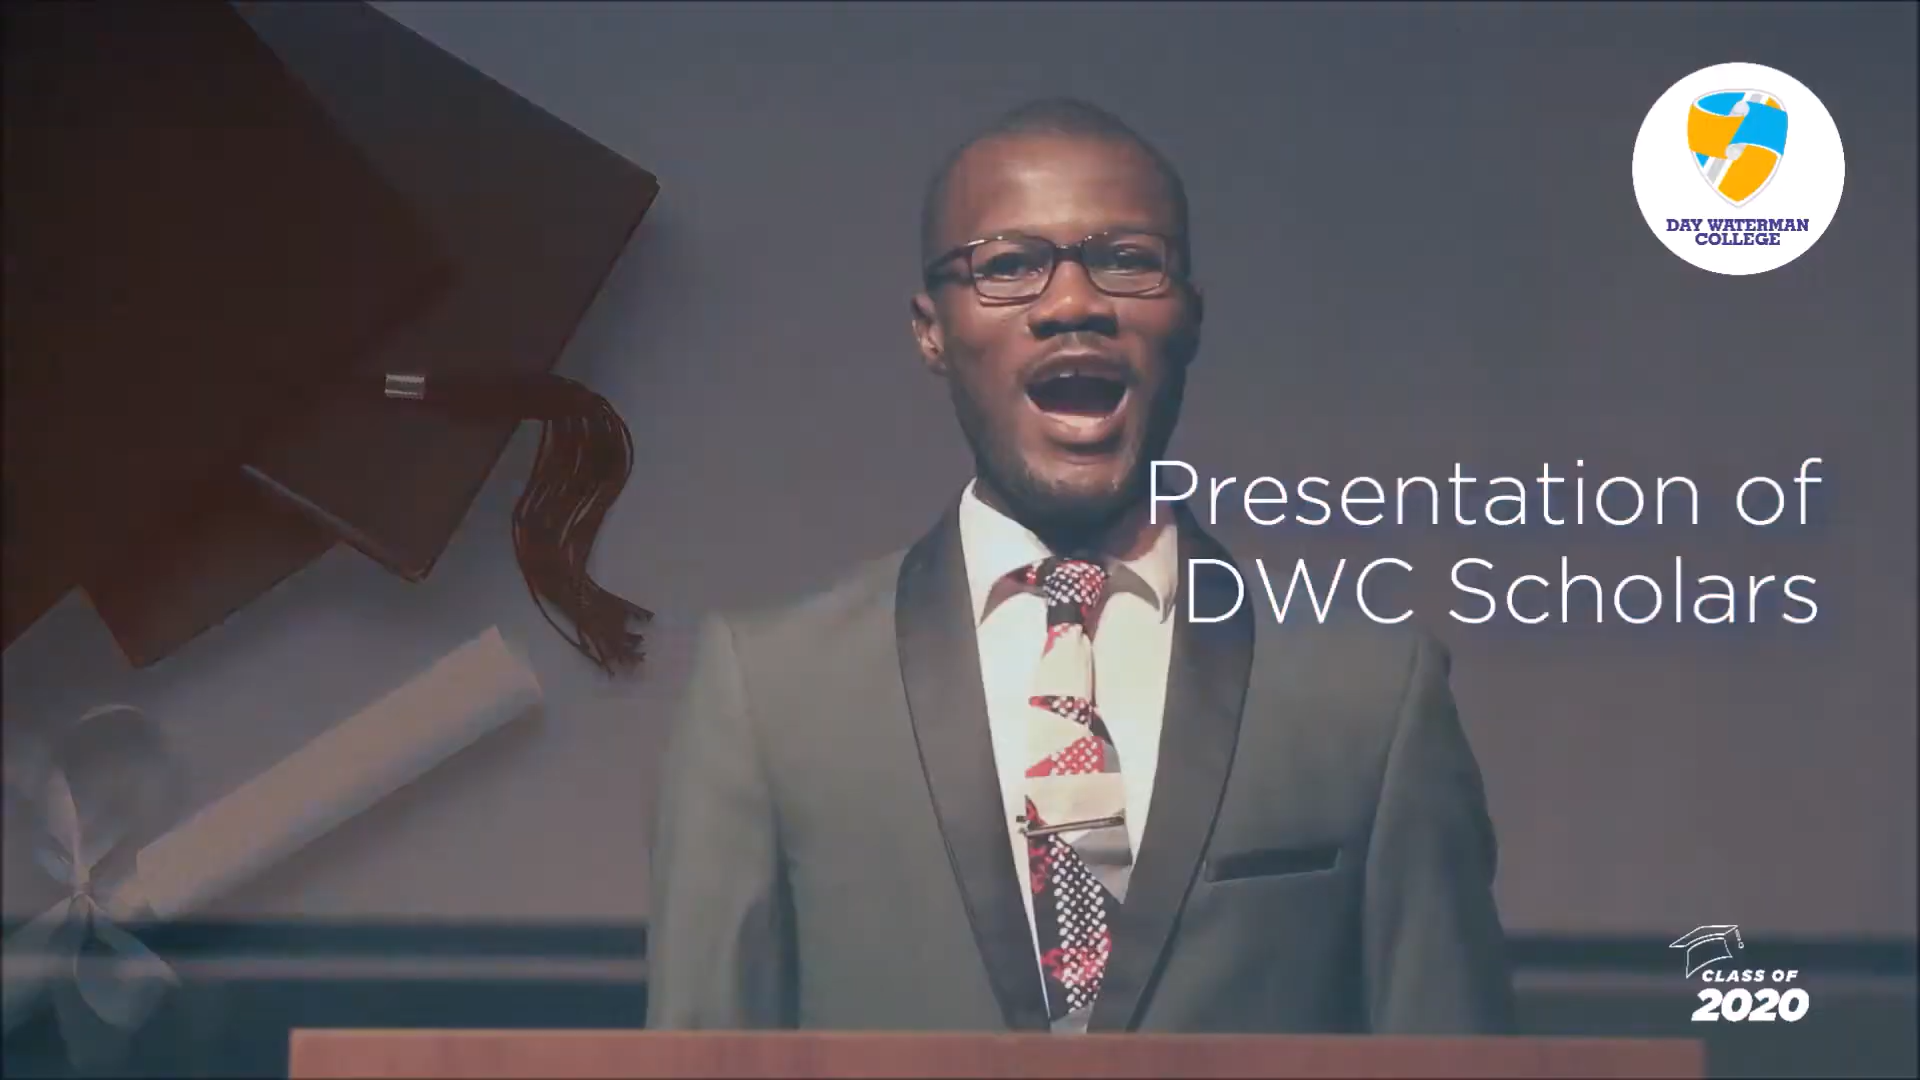 DAY WATERMAN
COLLEGE
Presentation of
DWC Scholars
CLASS OF
2020